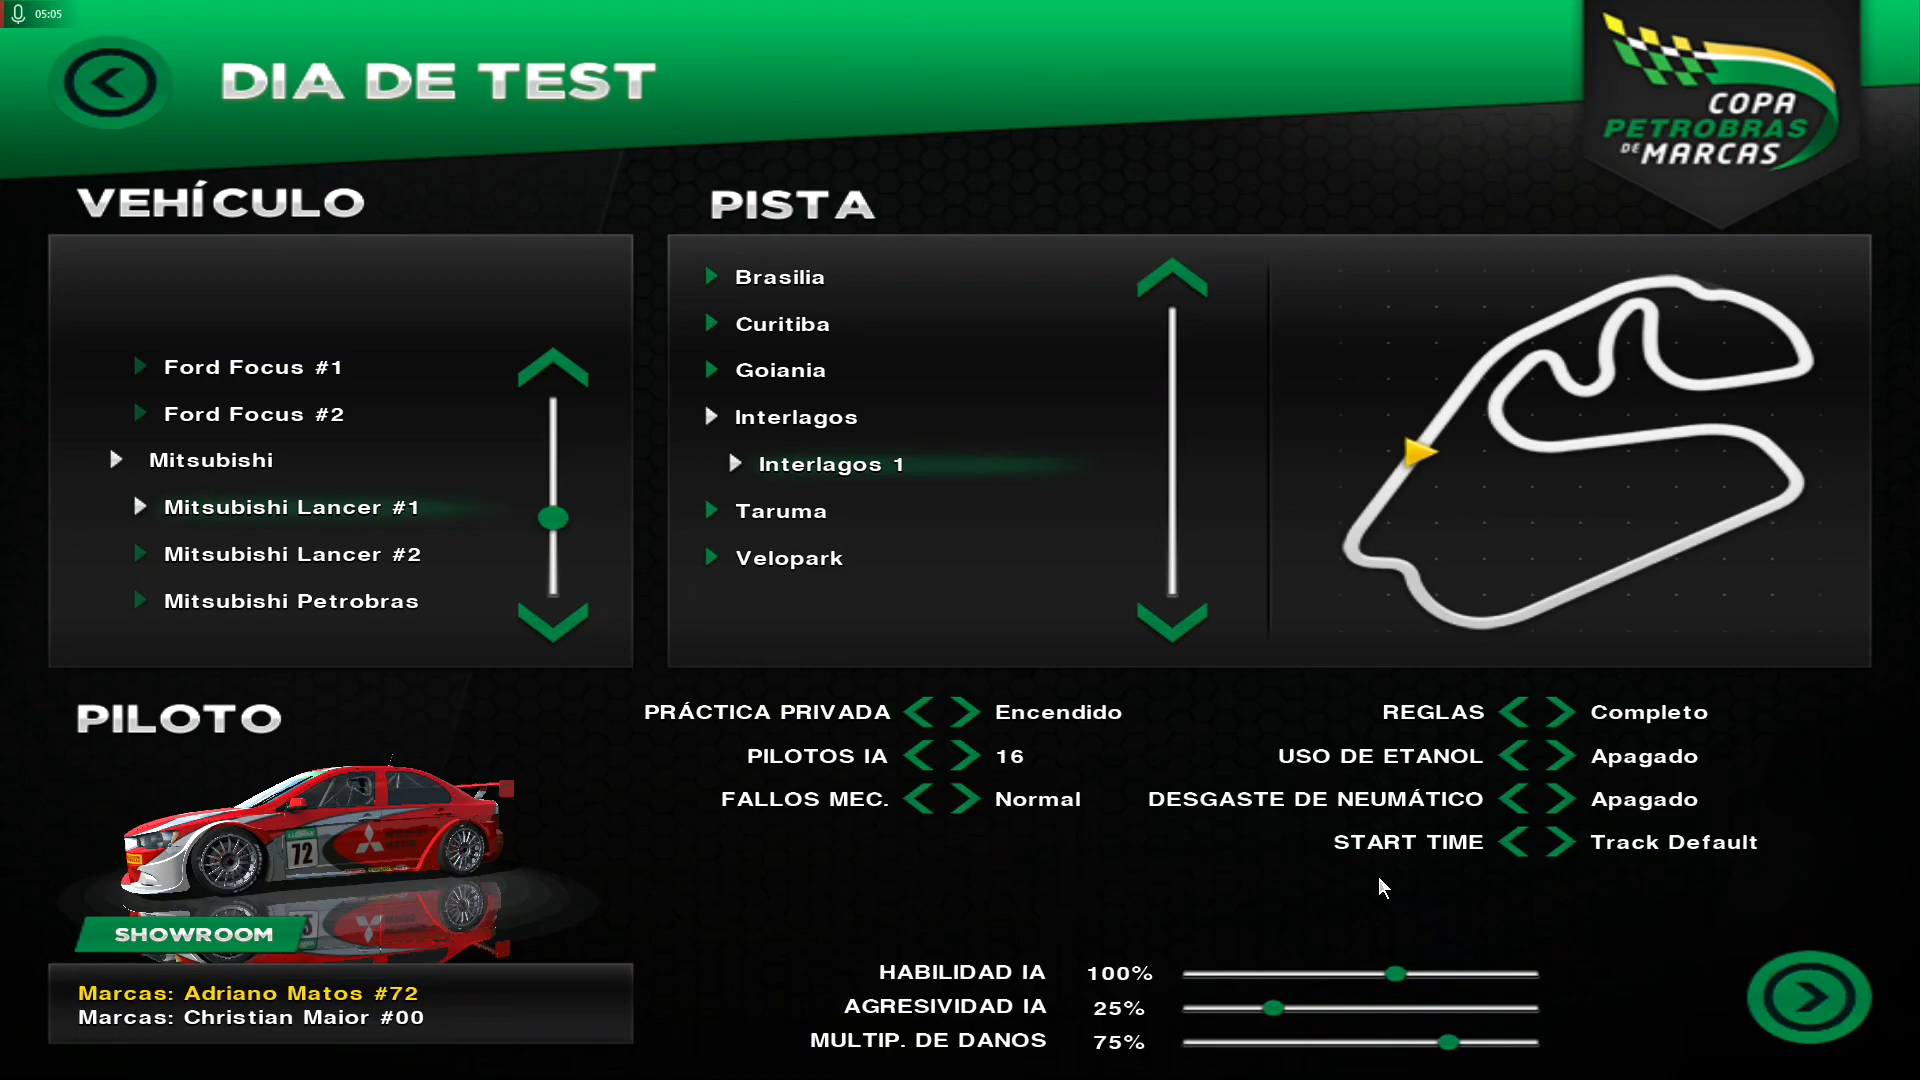 05:05
DIA DE TEST
COPA
PETROBRAS
DE MARCAS
VEHÍCULO
Ford Focus #1
Ford Focus #2
Mitsubishi
Mitsubishi Lancer #1
Mitsubishi Lancer #2
Mitsubishi Petrobras
PISTA
Brasilia
Curitiba
Goiania
Interlagos
Interlagos 1
Taruma
Velopark
PILOTO
72
SHOWROOM
Marcas: Adriano Matos #72
Marcas: Christian Maior #00
PRÁCTICA PRIVADA Encendido
PILOTOS IA 16
FALLOS MEC. Normal
REGLAS Completo
USO DE ETANOL Apagado
DESGASTE DE NEUMÁTICO Apagado
START TIME Track Default
HABILIDAD IA 100%
AGRESIVIDAD IA 25%
MULTIP. DE DANOS 75%